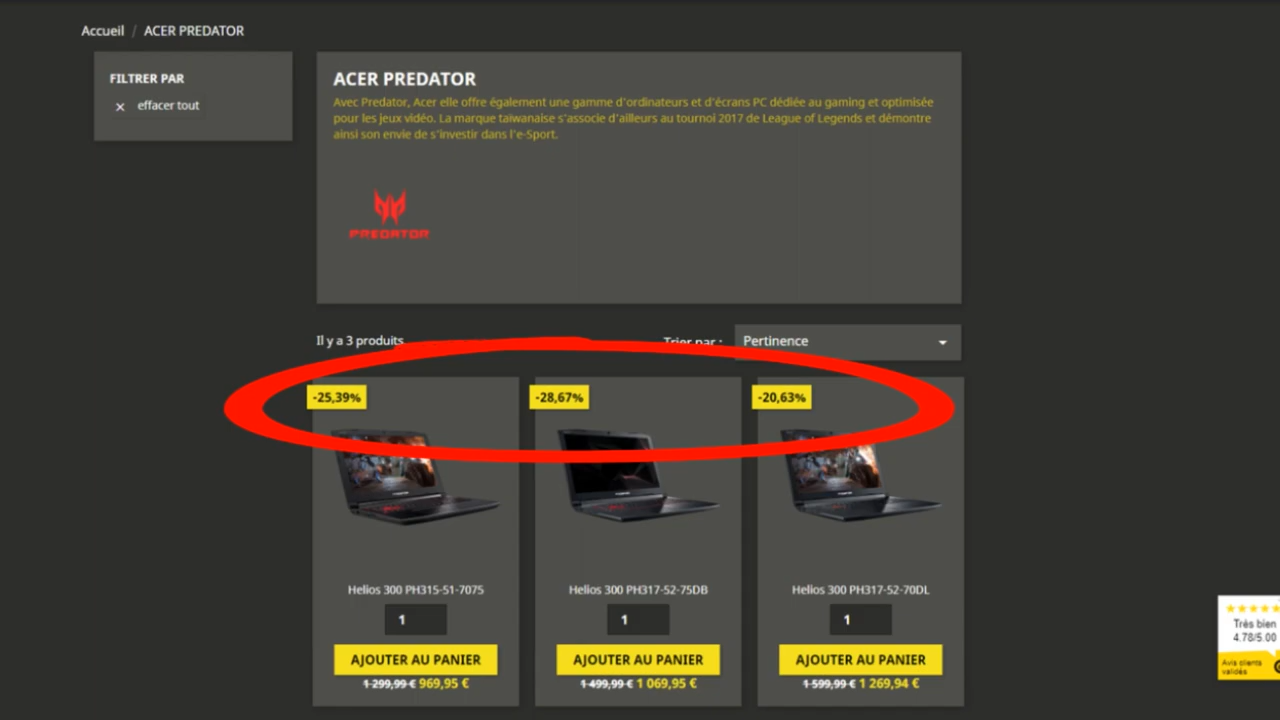 Accueil / ACER PREDATOR
FILTRER PAR
× effacer tout
ACER PREDATOR
Avec Predator, Acer elle offre également une gamme d'ordinateurs et d'écrans PC dédiée au gaming et optimisée
pour les jeux vidéo. La marque taïwanaise s'associe d'ailleurs au tournoi 2017 de League of Legends et démontre
ainsi son envie de s'investir dans l'e-Sport.
PREDATOR
Il y a 3 produits.
Trier par :
Pertinence
-25,39%
-28,67%
-20,63%
Helios 300 PH315-51-7075
Helios 300 PH317-52-75DB
Helios 300 PH317-52-70DL
1
1
1
AJOUTER AU PANIER
AJOUTER AU PANIER
AJOUTER AU PANIER
1 299,99 € 969,95 €
1 499,99 € 1 069,95 €
1 599,99 € 1 269,94 €
Très bien
4.78/5.00
Avis clients
validés